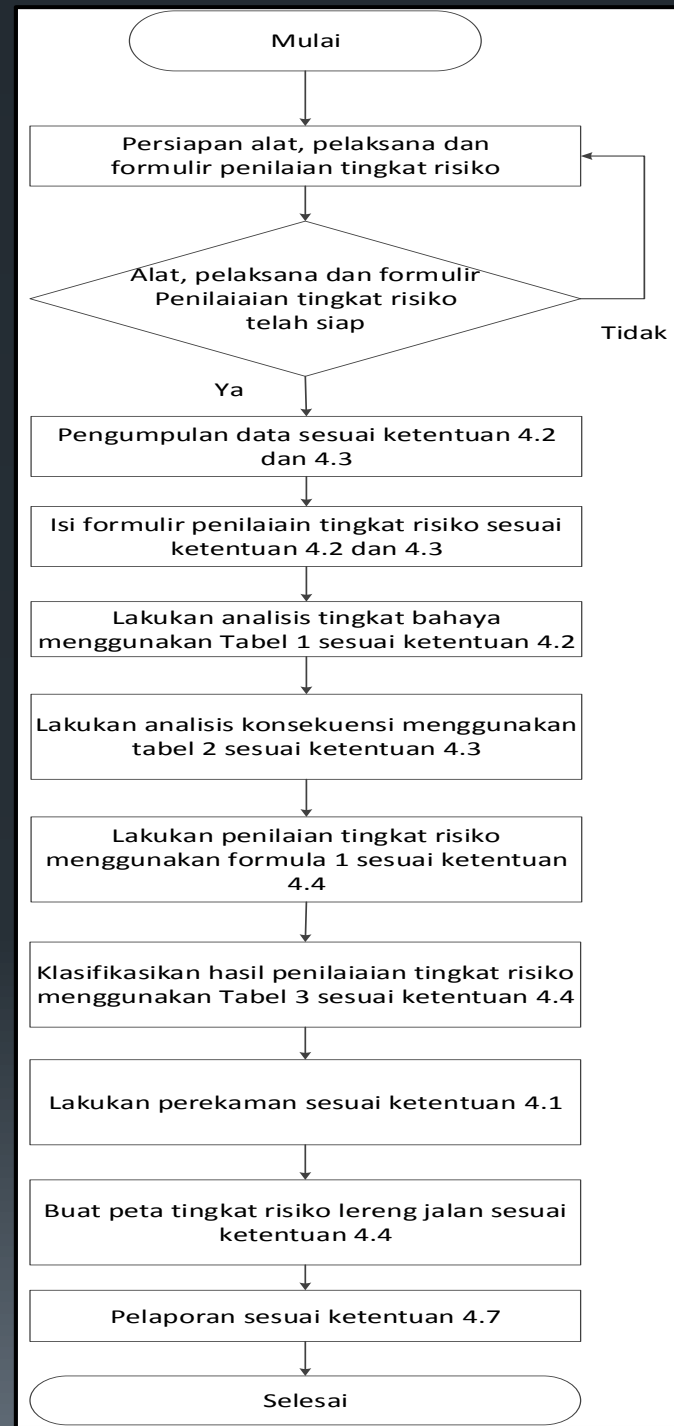 Mulai
Persiapan alat, pelaksana dan
formulir penilaian tingkat risiko
Alat, pelaksana dan formulir
Penilaiaian tingkat risiko
telah siap
Tidak
Ya
Pengumpulan data sesuai ketentuan 4.2
dan 4.3
Isi formulir penilaiain tingkat risiko sesuai
ketentuan 4.2 dan 4.3
Lakukan analisis tingkat bahaya
menggunakan Tabel 1 sesuai ketentuan 4.2
Lakukan analisis konsekuensi menggunakan
tabel 2 sesuai ketentuan 4.3
Lakukan penilaian tingkat risiko
menggunakan formula 1 sesuai ketentuan
4.4
Klasifikasikan hasil penilaiaian tingkat risiko
menggunakan Tabel 3 sesuai ketentuan 4.4
Lakukan perekaman sesuai ketentuan 4.1
Buat peta tingkat risiko lereng jalan sesuai
ketentuan 4.4
Pelaporan sesuai ketentuan 4.7
Selesai